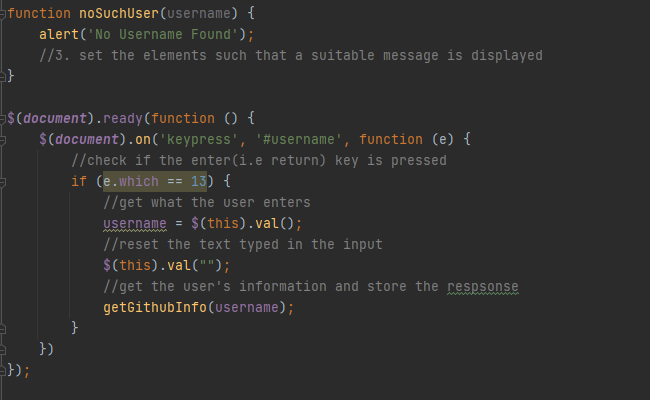 function noSuchUser(username) {
alert('No Username Found');
//3. set the elements such that a suitable message is displayed
}
$(document).ready(function () {
$(document).on('keypress', '#username', function (e) {
//check if the enter(i.e return) key is pressed
if (e.which == 13) {
//get what the user enters
username = $(this).val();
//reset the text typed in the input
$(this).val("");
//get the user's information and store the respsonse
getGithubInfo(username);
}
})
});